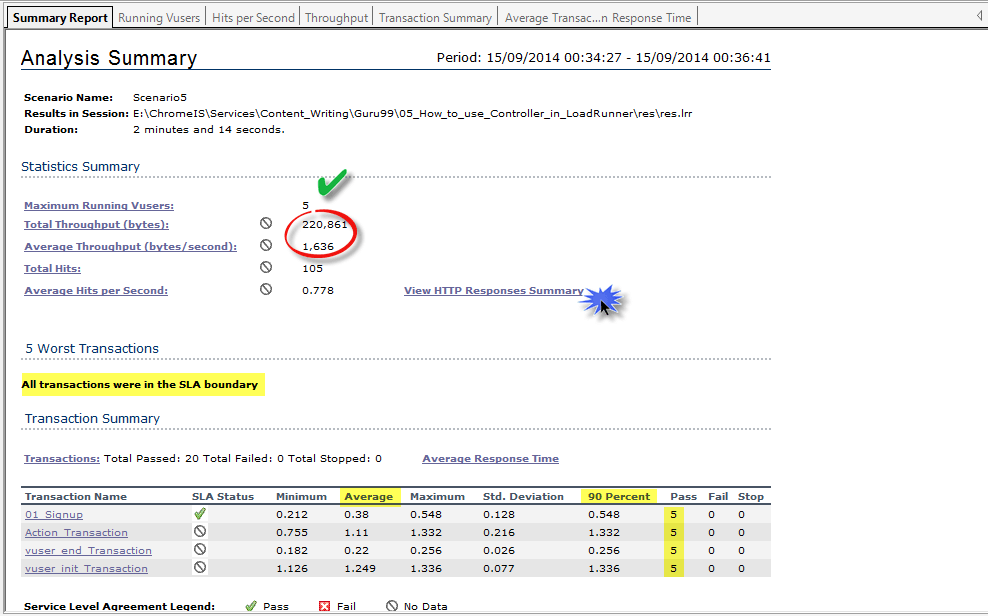 Summary Report Running Vusers Hits per Second Throughput Transaction Summary Average Transac...n Response Time
Analysis Summary Period: 15/09/2014 00:34:27 - 15/09/2014 00:36:41
Scenario Name: Scenario5
Results in Session: E:\ChromeIS\Services\Content_Writing\Guru99\05_How_to_use_Controller_in_LoadRunner\res\res.lrr
Duration: 2 minutes and 14 seconds.
Statistics Summary
Maximum Running Vusers: 5
Total Throughput (bytes): 220,861
Average Throughput (bytes/second): 1,636
Total Hits: 105
Average Hits per Second: 0.778 View HTTP Responses Summary
5 Worst Transactions
All transactions were in the SLA boundary
Transaction Summary
Transactions: Total Passed: 20 Total Failed: 0 Total Stopped: 0 Average Response Time
Transaction Name SLA Status Minimum Average Maximum Std. Deviation 90 Percent Pass Fail Stop
01_Signup 0.212 0.38 0.548 0.128 0.548 5 0 0
Action_Transaction 0.755 1.11 1.332 0.216 1.332 5 0 0
vuser_end_Transaction 0.182 0.22 0.256 0.026 0.256 5 0 0
vuser_init_Transaction 1.126 1.249 1.336 0.077 1.336 5 0 0
Service Level Agreement Legend: Pass Fail No Data